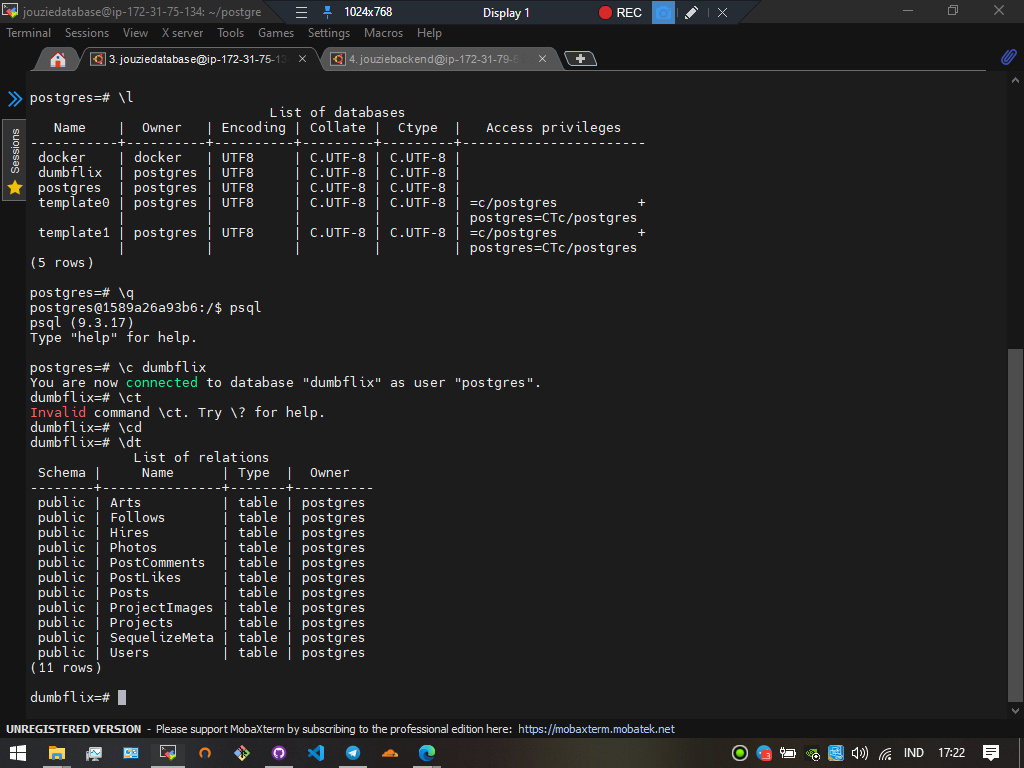 jouziedatabase@ip-172-31-75-134: ~/postgre
1024x768
Display 1
REC
Terminal Sessions View X server Tools Games Settings Macros Help
3. jouziedatabase@ip-172-31-75-13
4. jouziebackend@ip-172-31-79-8
Sessions
postgres=# \l
List of databases
Name | Owner | Encoding | Collate | Ctype | Access privileges
-----------+----------+----------+---------+---------+-----------------------
docker | docker | UTF8 | C.UTF-8 | C.UTF-8 |
dumbflix | postgres | UTF8 | C.UTF-8 | C.UTF-8 |
postgres | postgres | UTF8 | C.UTF-8 | C.UTF-8 |
template0 | postgres | UTF8 | C.UTF-8 | C.UTF-8 | =c/postgres +
| | | | | postgres=CTc/postgres
template1 | postgres | UTF8 | C.UTF-8 | C.UTF-8 | =c/postgres +
| | | | | postgres=CTc/postgres
(5 rows)
postgres=# \q
postgres@1589a26a93b6:/$ psql
psql (9.3.17)
Type "help" for help.
postgres=# \c dumbflix
You are now connected to database "dumbflix" as user "postgres".
dumbflix=# \ct
Invalid command \ct. Try \? for help.
dumbflix=# \cd
dumbflix=# \dt
List of relations
Schema | Name | Type | Owner
--------+---------------+-------+----------
public | Arts | table | postgres
public | Follows | table | postgres
public | Hires | table | postgres
public | Photos | table | postgres
public | PostComments | table | postgres
public | PostLikes | table | postgres
public | Posts | table | postgres
public | ProjectImages | table | postgres
public | Projects | table | postgres
public | SequelizeMeta | table | postgres
public | Users | table | postgres
(11 rows)
dumbflix=#
UNREGISTERED VERSION - Please support MobaXterm by subscribing to the professional edition here: https://mobaxterm.mobatek.net
IND 17:22